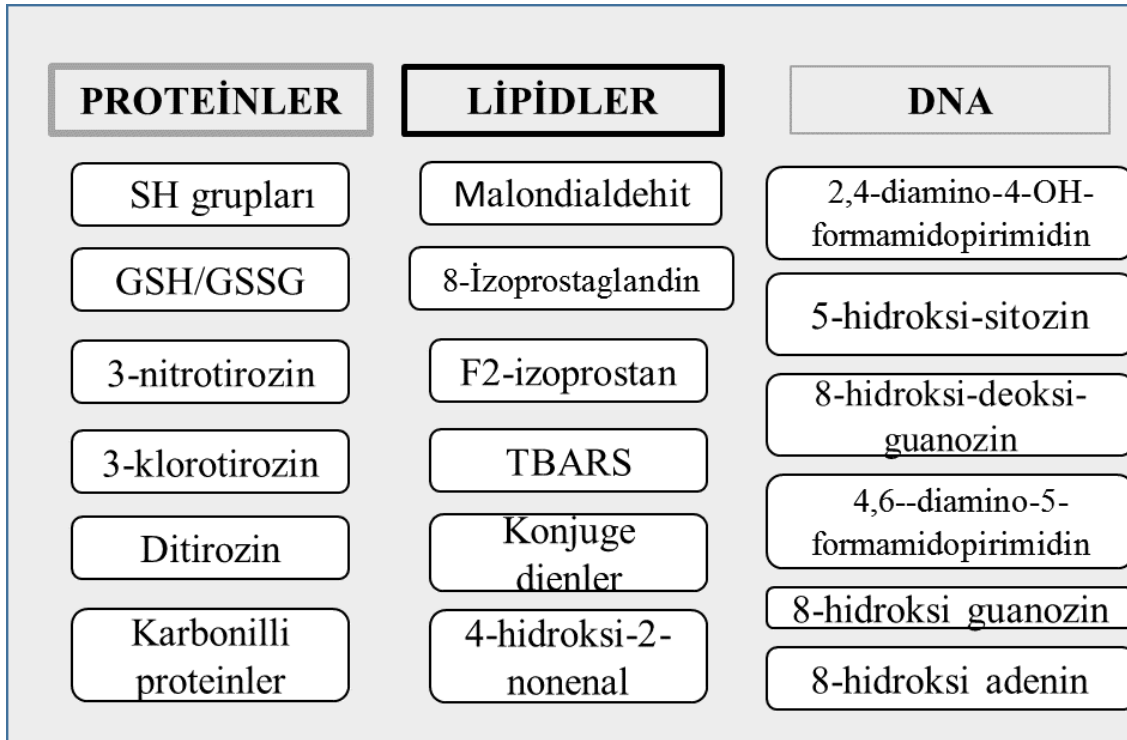 PROTEİNLER
SH grupları
GSH/GSSG
3-nitrotirozin
3-klorotirozin
Ditirozin
Karbonilli
proteinler
LİPİDLER
Malondialdehit
8-İzoprostaglandin
F2-izoprostan
TBARS
Konjuge
dienler
4-hidroksi-2-
nonenal
DNA
2,4-diamino-4-OH-
formamidopirimidin
5-hidroksi-sitozin
8-hidroksi-deoksi-
guanozin
4,6--diamino-5-
formamidopirimidin
8-hidroksi guanozin
8-hidroksi adenin